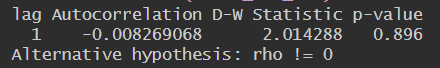 lag Autocorrelation D-W Statistic p-value
1 -0.008269068 2.014288 0.896
Alternative hypothesis: rho != 0